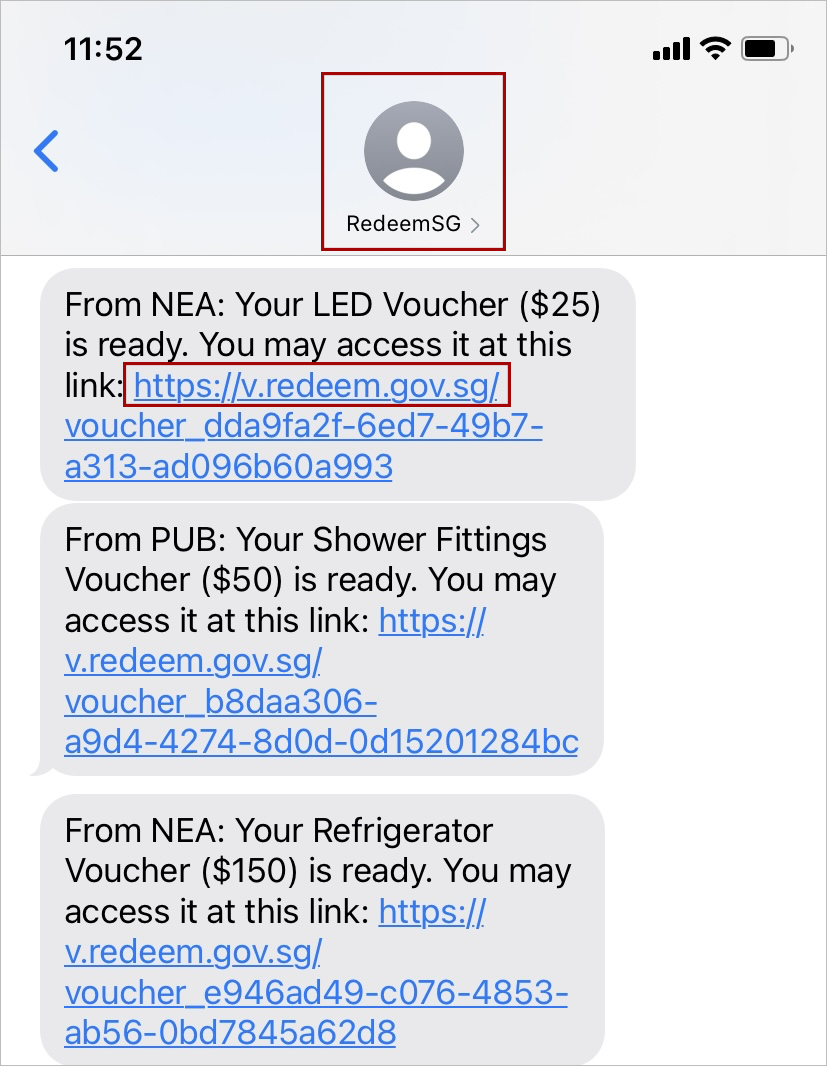 11:52
RedeemSG
From NEA: Your LED Voucher ($25)
is ready. You may access it at this
link: https://v.redeem.gov.sg/
voucher_dda9fa2f-6ed7-49b7-
a313-ad096b60a993
From PUB: Your Shower Fittings
Voucher ($50) is ready. You may
access it at this link: https://
v.redeem.gov.sg/
voucher_b8daa306-
a9d4-4274-8d0d-0d15201284bc
From NEA: Your Refrigerator
Voucher ($150) is ready. You may
access it at this link: https://
v.redeem.gov.sg/
voucher_e946ad49-c076-4853-
ab56-0bd7845a62d8